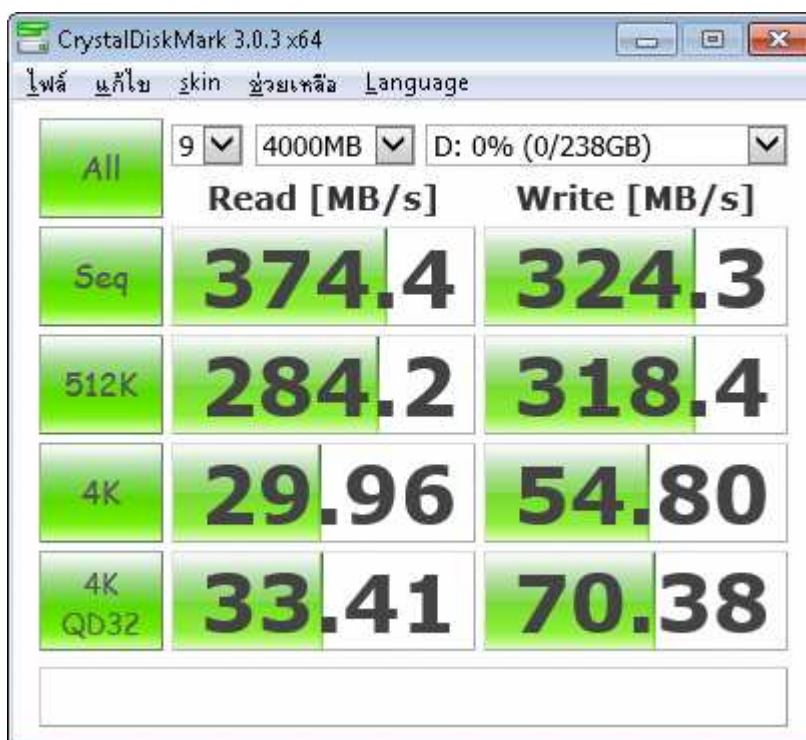 CrystalDiskMark 3.0.3 x64
ไฟล์ แก้ไข skin ช่วยเหลือ Language
All 9 4000MB D: 0% (0/238GB)
Read [MB/s] Write [MB/s]
Seq 374.4 324.3
512K 284.2 318.4
4K 29.96 54.80
4K
QD32 33.41 70.38